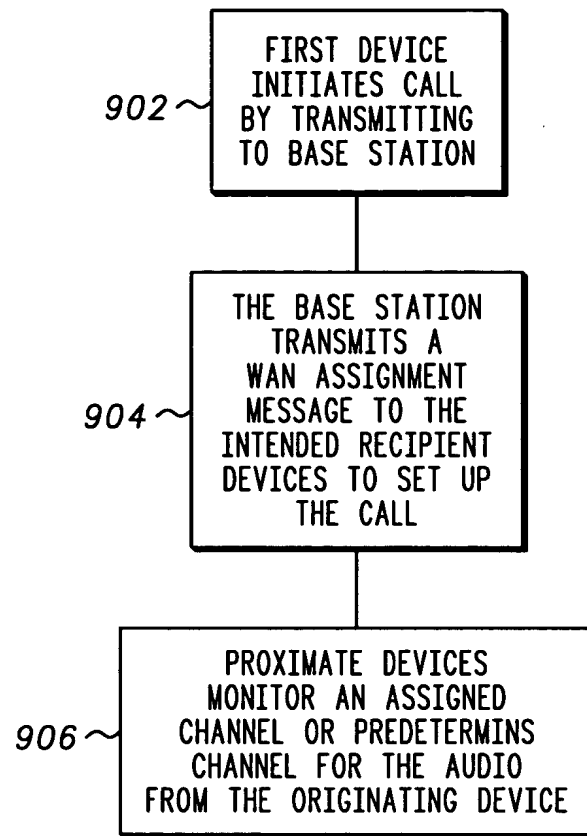 FIRST DEVICE
INITIATES CALL
BY TRANSMITTING
TO BASE STATION
902
THE BASE STATION
TRANSMITS A
WAN ASSIGNMENT
MESSAGE TO THE
INTENDED RECIPIENT
DEVICES TO SET UP
THE CALL
904
PROXIMATE DEVICES
MONITOR AN ASSIGNED
CHANNEL OR PREDETERMINS
CHANNEL FOR THE AUDIO
FROM THE ORIGINATING DEVICE
906